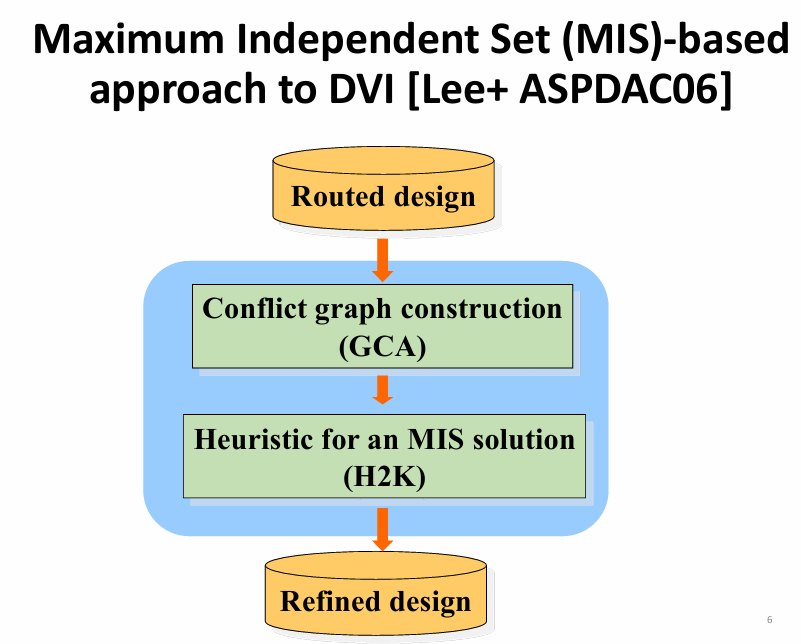 Maximum Independent Set (MIS)-based
approach to DVI [Lee+ ASPDAC06]
Routed design
Conflict graph construction
(GCA)
Heuristic for an MIS solution
(H2K)
Refined design
6